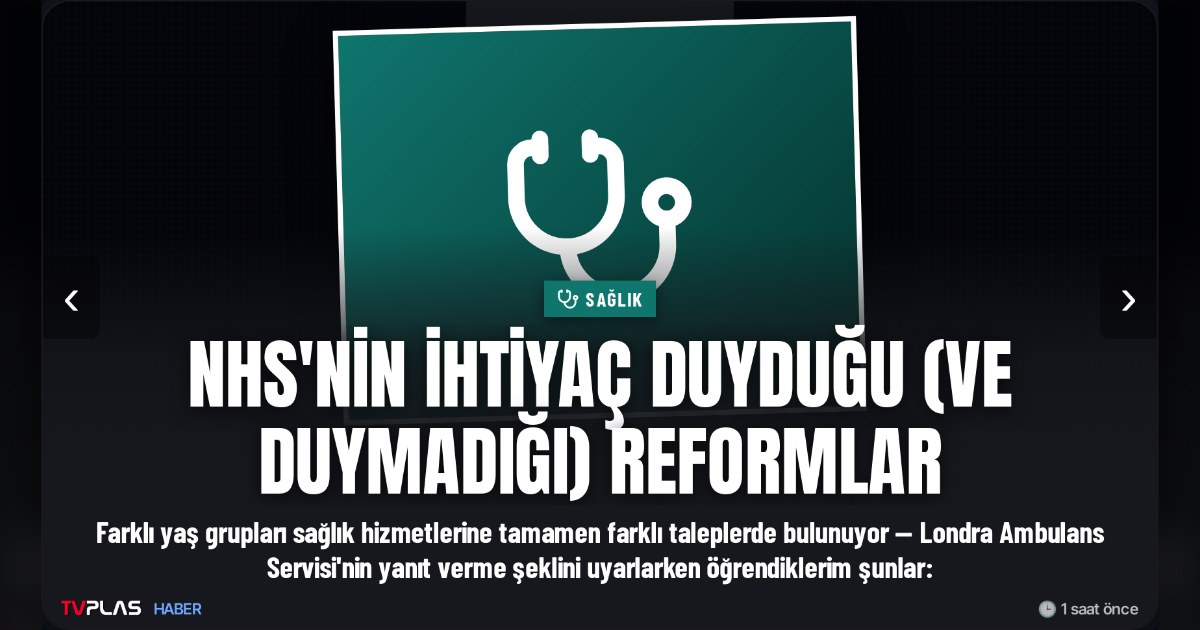 SAĞLIK
NHS'NİN İHTİYAÇ DUYDUĞU (VE
DUYMADIĞI) REFORMLAR
Farklı yaş grupları sağlık hizmetlerine tamamen farklı taleplerde bulunuyor — Londra Ambulans
Servisi'nin yanıt verme şeklini uyarlarken öğrendiklerim şunlar:
TVPLAS HABER
1 saat önce